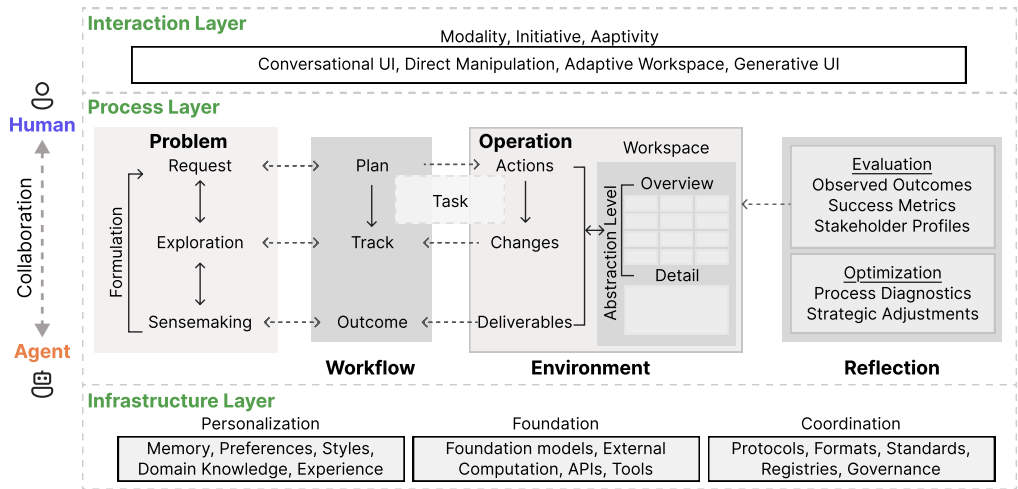 Interaction Layer
Modality, Initiative, Aaptivity
Conversational UI, Direct Manipulation, Adaptive Workspace, Generative UI
Human
Collaboration
Agent
Process Layer
Problem
Request
Exploration
Sensemaking
Formulation
Plan
Track
Outcome
Workflow
Task
Operation
Actions
Changes
Deliverables
Workspace
Abstraction Level
Overview
Detail
Environment
Evaluation
Observed Outcomes
Success Metrics
Stakeholder Profiles
Optimization
Process Diagnostics
Strategic Adjustments
Reflection
Infrastructure Layer
Personalization
Memory, Preferences, Styles,
Domain Knowledge, Experience
Foundation
Foundation models, External
Computation, APIs, Tools
Coordination
Protocols, Formats, Standards,
Registries, Governance